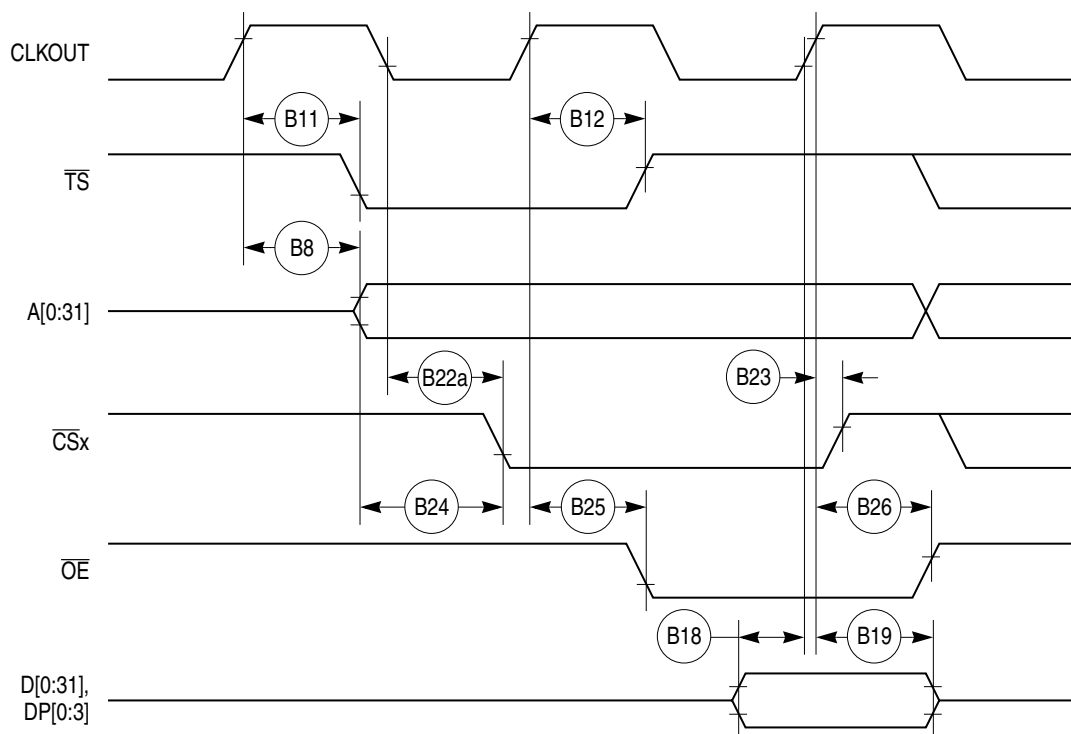 CLKOUT
B11
B12
TS
B8
A[0:31]
B22a
B23
CSx
B24
B25
B26
OE
B18
B19
D[0:31],
DP[0:3]